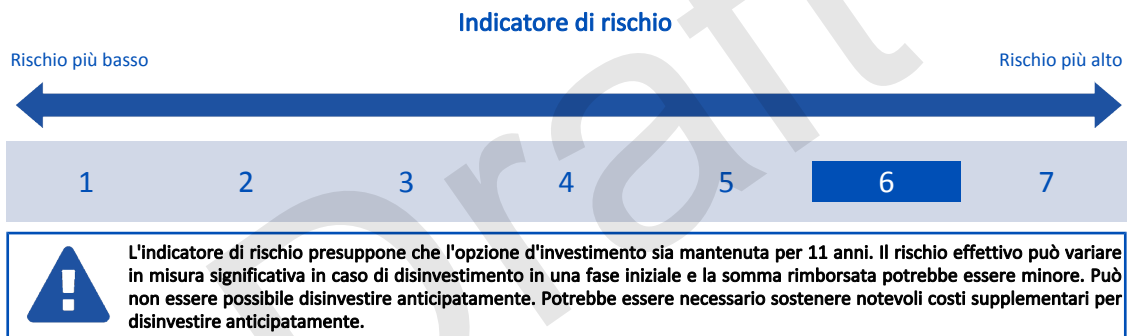 Indicatore di rischio
Rischio più basso
Rischio più alto
1 2 3 4 5 6 7
L'indicatore di rischio presuppone che l'opzione d'investimento sia mantenuta per 11 anni. Il rischio effettivo può variare
in misura significativa in caso di disinvestimento in una fase iniziale e la somma rimborsata potrebbe essere minore. Può
non essere possibile disinvestire anticipatamente. Potrebbe essere necessario sostenere notevoli costi supplementari per
disinvestire anticipatamente.
Draft